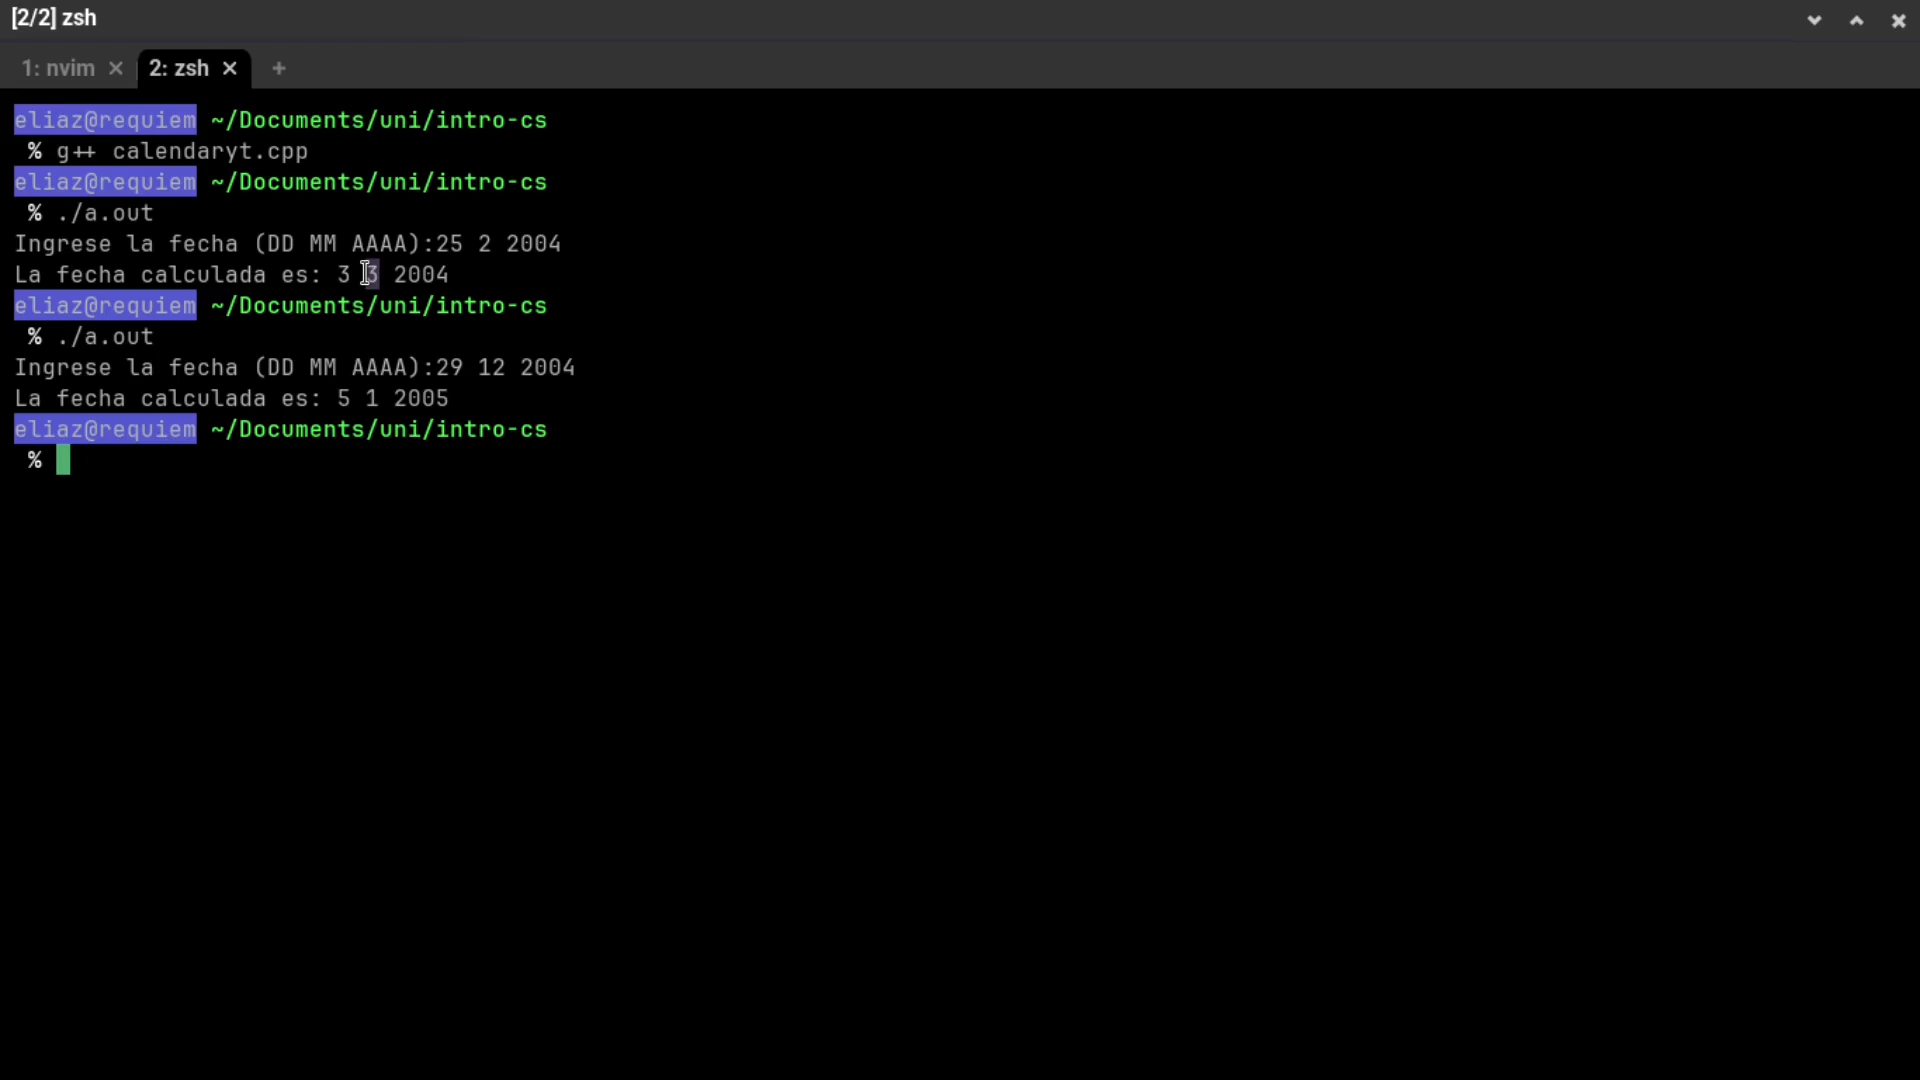 [2/2] zsh
1: nvim × 2: zsh × +
eliaz@requiem ~/Documents/uni/intro-cs
% g++ calendaryt.cpp
eliaz@requiem ~/Documents/uni/intro-cs
% ./a.out
Ingrese la fecha (DD MM AAAA):25 2 2004
La fecha calculada es: 3 3 2004
eliaz@requiem ~/Documents/uni/intro-cs
% ./a.out
Ingrese la fecha (DD MM AAAA):29 12 2004
La fecha calculada es: 5 1 2005
eliaz@requiem ~/Documents/uni/intro-cs
%